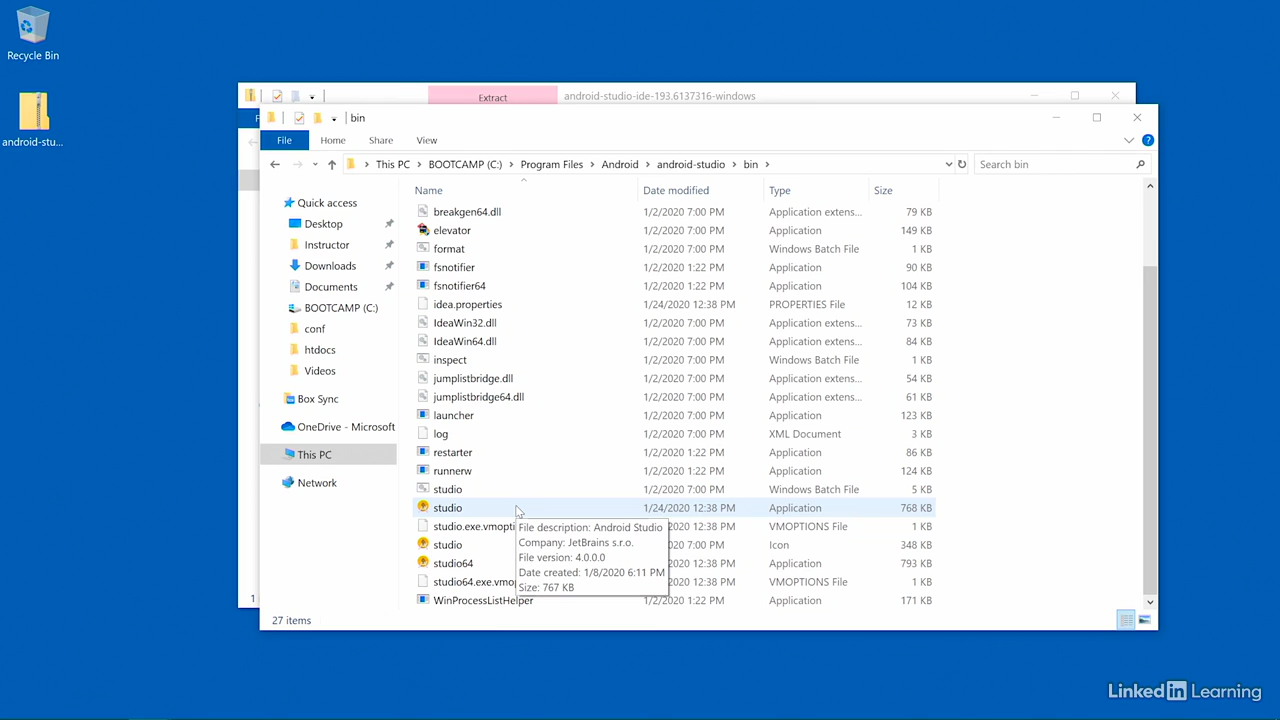 Recycle Bin
android-stu...
Extract
android-studio-ide-193.6137316-windows
F
bin
File
Home
Share
View
This PC > BOOTCAMP (C:) > Program Files > Android > android-studio > bin >
Search bin
Quick access
Desktop
Instructor
Downloads
Documents
BOOTCAMP (C:)
conf
htdocs
Videos
Box Sync
OneDrive - Microsoft
This PC
Network
Name Date modified Type Size
breakgen64.dll 1/2/2020 7:00 PM Application extens... 79 KB
elevator 1/2/2020 7:00 PM Application 149 KB
format 1/2/2020 7:00 PM Windows Batch File 1 KB
fsnotifier 1/2/2020 1:22 PM Application 90 KB
fsnotifier64 1/2/2020 1:22 PM Application 104 KB
idea.properties 1/24/2020 12:38 PM PROPERTIES File 12 KB
IdeaWin32.dll 1/2/2020 7:00 PM Application extens... 73 KB
IdeaWin64.dll 1/2/2020 7:00 PM Application extens... 84 KB
inspect 1/2/2020 7:00 PM Windows Batch File 1 KB
jumplistbridge.dll 1/2/2020 7:00 PM Application extens... 54 KB
jumplistbridge64.dll 1/2/2020 7:00 PM Application extens... 61 KB
launcher 1/2/2020 7:00 PM Application 123 KB
log 1/2/2020 7:00 PM XML Document 3 KB
restarter 1/2/2020 1:22 PM Application 86 KB
runnerw 1/2/2020 1:22 PM Application 124 KB
studio 1/2/2020 7:00 PM Windows Batch File 5 KB
studio 1/24/2020 12:38 PM Application 768 KB
studio.exe.vmopti 12:38 PM VMOPTIONS File 1 KB
studio 7:00 PM Icon 348 KB
studio64 12:38 PM Application 793 KB
studio64.exe.vmop 12:38 PM VMOPTIONS File 1 KB
WinProcessListHelper 1/2/2020 1:22 PM Application 171 KB
File description: Android Studio
Company: JetBrains s.r.o.
File version: 4.0.0.0
Date created: 1/8/2020 6:11 PM
Size: 767 KB
1
27 items
LinkedIn Learning